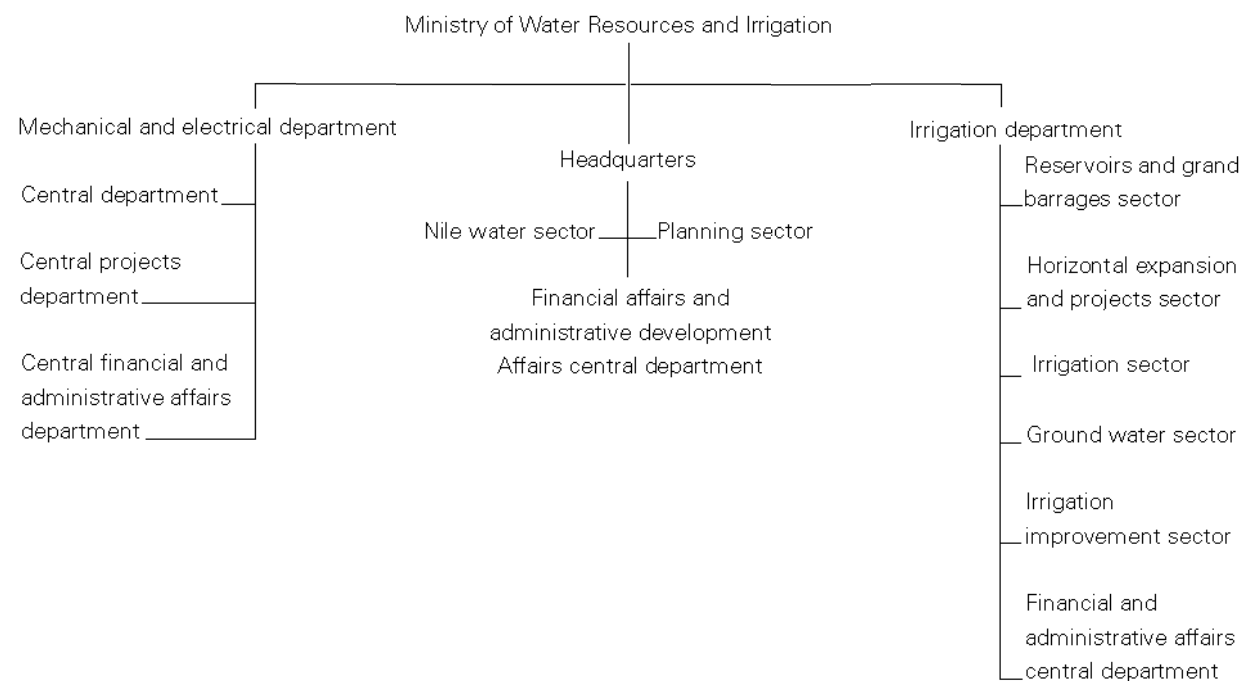 Ministry of Water Resources and Irrigation
Mechanical and electrical department
Central department
Central projects
department
Central financial and
administrative affairs
department
Headquarters
Nile water sector
Planning sector
Financial affairs and
administrative development
Affairs central department
Irrigation department
Reservoirs and grand
barrages sector
Horizontal expansion
and projects sector
Irrigation sector
Ground water sector
Irrigation
improvement sector
Financial and
administrative affairs
central department